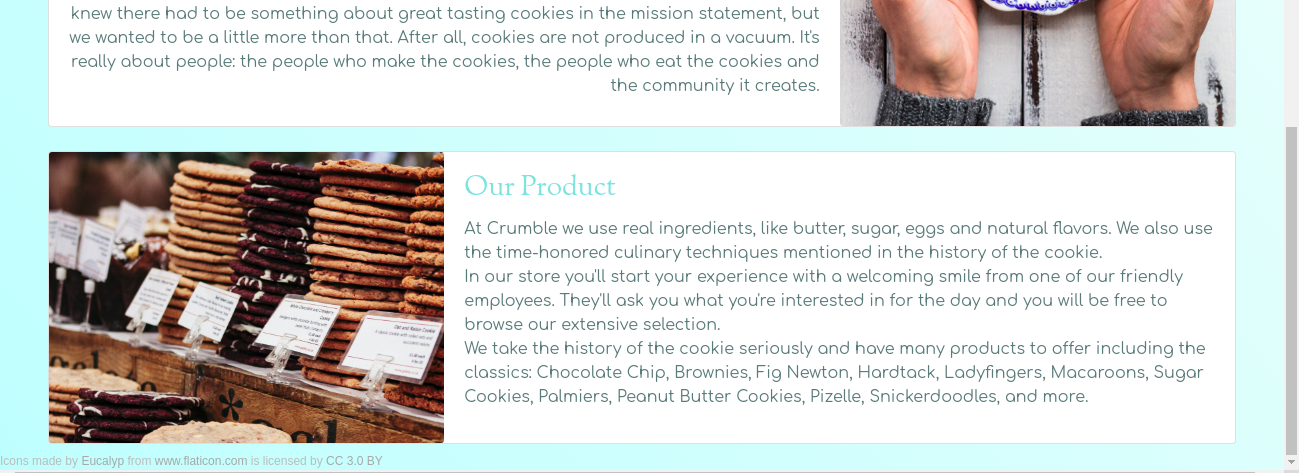 knew there had to be something about great tasting cookies in the mission statement, but
we wanted to be a little more than that. After all, cookies are not produced in a vacuum. It's
really about people: the people who make the cookies, the people who eat the cookies and
the community it creates.
Our Product
At Crumble we use real ingredients, like butter, sugar, eggs and natural flavors. We also use
the time-honored culinary techniques mentioned in the history of the cookie.
In our store you'll start your experience with a welcoming smile from one of our friendly
employees. They'll ask you what you're interested in for the day and you will be free to
browse our extensive selection.
We take the history of the cookie seriously and have many products to offer including the
classics: Chocolate Chip, Brownies, Fig Newton, Hardtack, Ladyfingers, Macaroons, Sugar
Cookies, Palmiers, Peanut Butter Cookies, Pizelle, Snickerdoodles, and more.
Oat and Raisin Cookie
Icons made by Eucalyp from www.flaticon.com is licensed by CC 3.0 BY